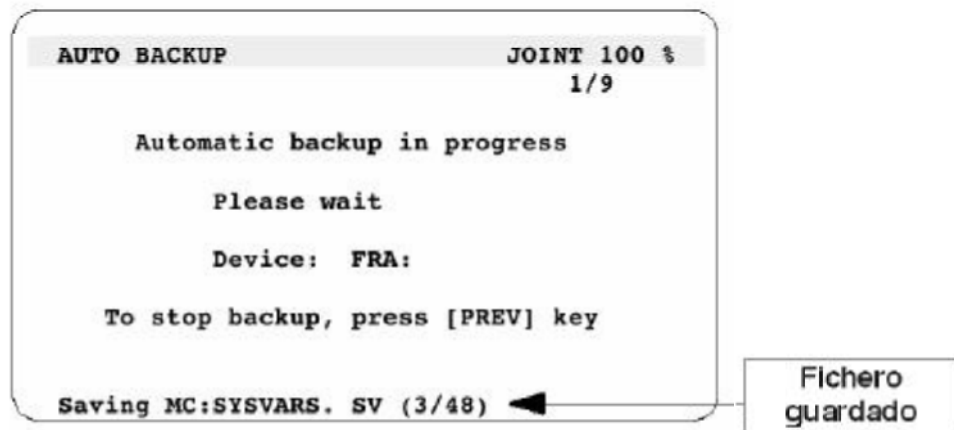 AUTO BACKUP JOINT 100 %
1/9
Automatic backup in progress
Please wait
Device: FRA:
To stop backup, press [PREV] key
Saving MC:SYSVARS. SV (3/48)
Fichero
guardado